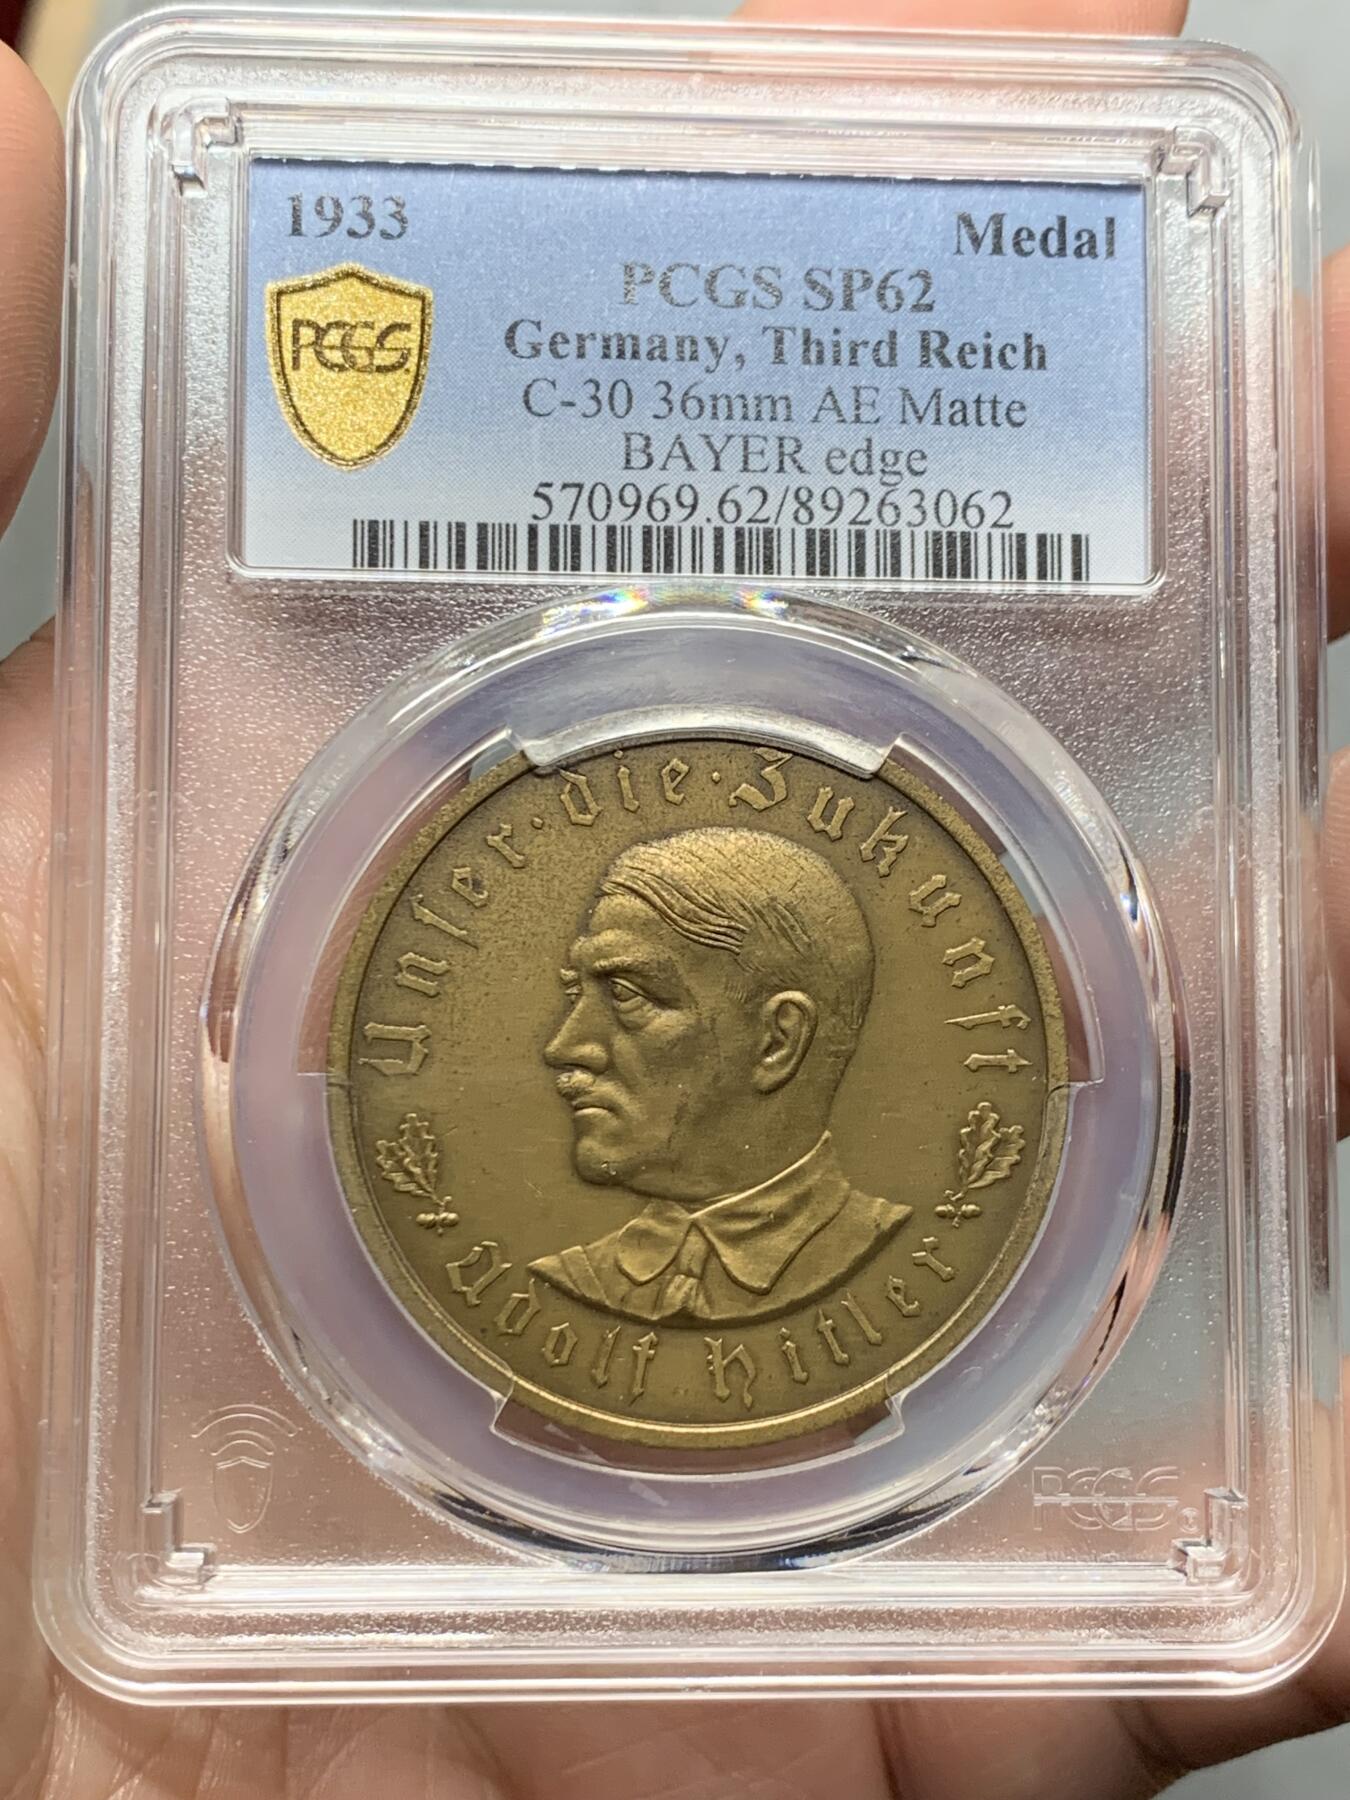 1933
Medal
PCGS SP62
PCGS
Germany, Third Reich
C-30 36mm AE Matte
BAYER edge
570969.62/89263062
Unser · die · Zukunft
Adolf Hitler
PCGS